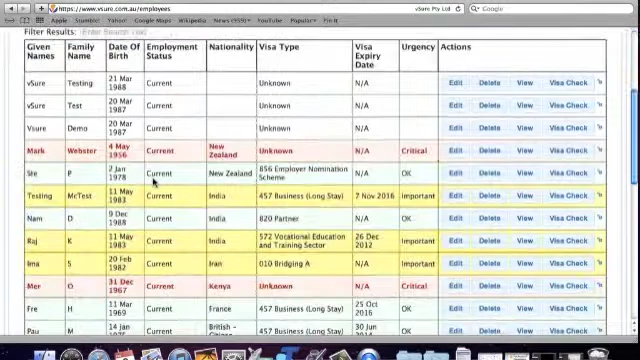 https://www.vsure.com.au/employees
vSure Pty Ltd
Google
Apple Yahoo! Google Maps Wikipedia News (959) Popular Pin It
Filter Results:
Given Names Family Name Date Of Birth Employment Status Nationality Visa Type Visa Expiry Date Urgency Actions
vSure Testing 21 Mar 1988 Current Unknown N/A Edit Delete View Visa Check
vSure Test 20 Mar 1987 Current Unknown N/A Edit Delete View Visa Check
Vsure Demo 20 Mar 1987 Current Unknown N/A Edit Delete View Visa Check
Mark Webster 4 May 1956 Current New Zealand Unknown N/A Critical Edit Delete View Visa Check
Ste P 2 Jan 1978 Current New Zealand 856 Employer Nomination Scheme N/A OK Edit Delete View Visa Check
Testing McTest 11 May 1983 Current India 457 Business (Long Stay) 7 Nov 2016 Important Edit Delete View Visa Check
Nam D 9 Dec 1988 Current India 820 Partner N/A OK Edit Delete View Visa Check
Raj K 11 May 1983 Current India 572 Vocational Education and Training Sector 26 Dec 2012 Important Edit Delete View Visa Check
Ima S 20 Feb 1982 Current Iran 010 Bridging A N/A Important Edit Delete View Visa Check
Mer O 31 Dec 1967 Current Kenya Unknown N/A Critical Edit Delete View Visa Check
Fre H 11 Mar 1969 Current France 457 Business (Long Stay) 25 Oct 2016 OK Edit Delete View Visa Check
Pau M 14 Jan Current British - 457 Business (Long Stay) 30 Jun OK Edit Delete View Visa Check